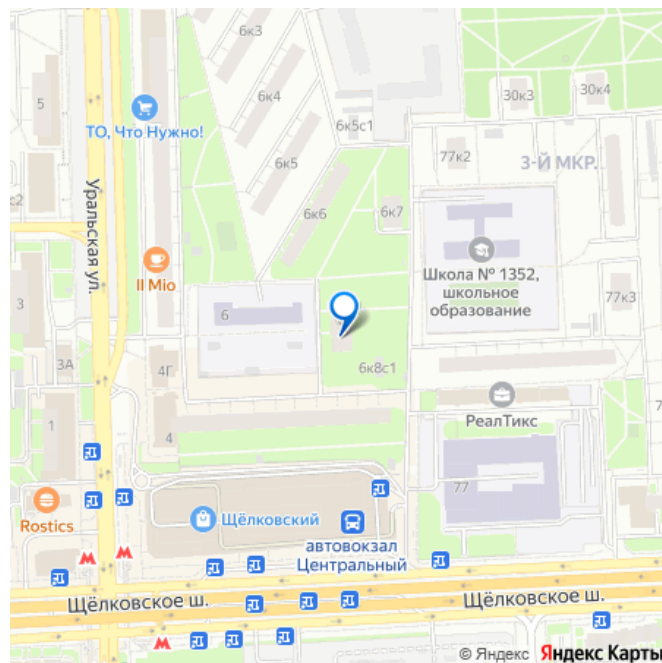 6к3
30к3
30к4
6к4
5
ТО, Что Нужно!
6к5с1
77к2
3-Й МКР.
6к5
с2
Уральская ул.
6к6
6к7
Il Mio
Школа № 1352,
школьное
образование
77к3
3
6
3А
4Г
6к8с1
7
РеалТикс
1
4
77
Rostics
Щёлковский
автовокзал
Центральный
Щёлковское ш.
Щёлковское ш.
© Яндекс Яндекс Карты